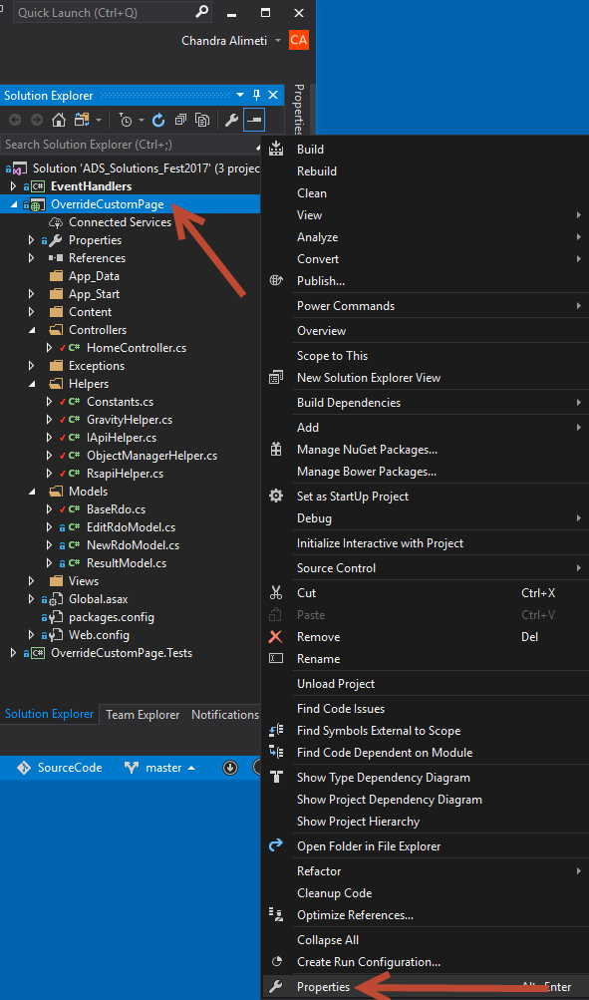 Quick Launch (Ctrl+Q)
Chandra Alimeti
CA
Solution Explorer
Properties
Search Solution Explorer (Ctrl+;)
Solution 'ADS_Solutions_Fest2017' (3 projec
C# EventHandlers
OverrideCustomPage
Connected Services
Properties
References
App_Data
App_Start
Content
Controllers
C# HomeController.cs
Exceptions
Helpers
C# Constants.cs
C# GravityHelper.cs
C# IApiHelper.cs
C# ObjectManagerHelper.cs
C# RsapiHelper.cs
Models
C# BaseRdo.cs
C# EditRdoModel.cs
C# NewRdoModel.cs
C# ResultModel.cs
Views
Global.asax
packages.config
Web.config
C# OverrideCustomPage.Tests
Solution Explorer Team Explorer Notifications
SourceCode master
Build
Rebuild
Clean
View
Analyze
Convert
Publish...
Power Commands
Overview
Scope to This
New Solution Explorer View
Build Dependencies
Add
Manage NuGet Packages...
Manage Bower Packages...
Set as StartUp Project
Debug
Initialize Interactive with Project
Source Control
Cut Ctrl+X
Paste Ctrl+V
Remove Del
Rename
Unload Project
Find Code Issues
Find Symbols External to Scope
Find Code Dependent on Module
Show Type Dependency Diagram
Show Project Dependency Diagram
Show Project Hierarchy
Open Folder in File Explorer
Refactor
Cleanup Code
Optimize References...
Collapse All
Create Run Configuration...
Properties Alt+Enter